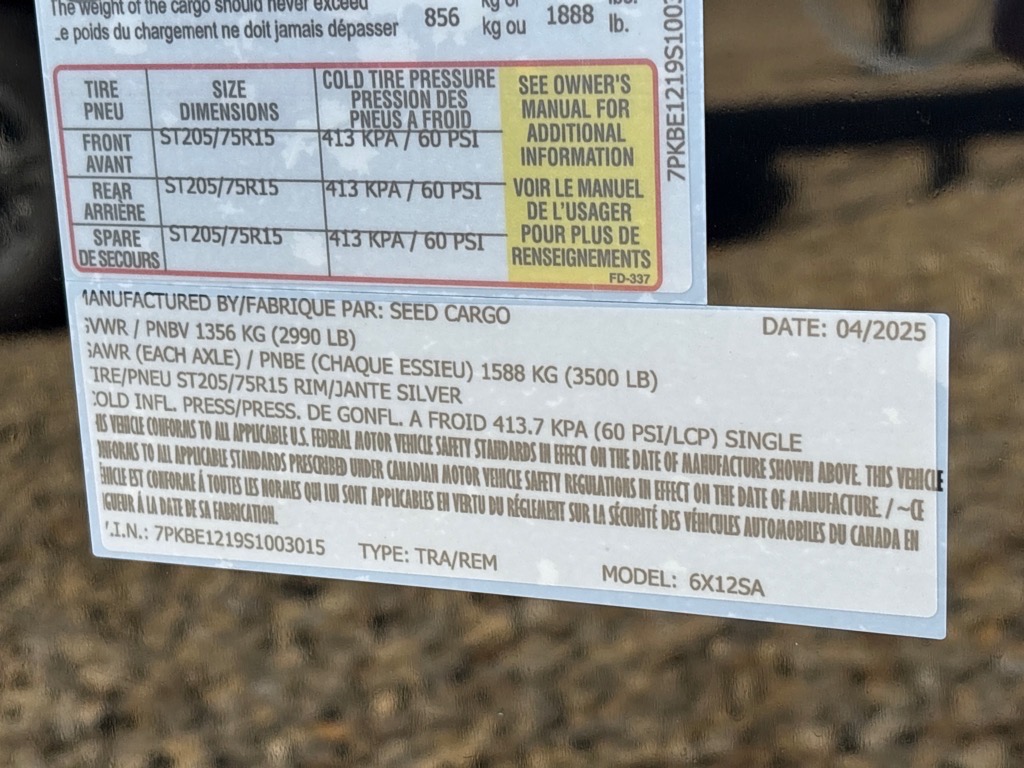 The weight of the cargo should never exceed
Le poids du chargement ne doit jamais dépasser 856 kg ou 1888 lb.
TIRE PNEU
SIZE DIMENSIONS
COLD TIRE PRESSURE
PRESSION DES
PNEUS A FROID
FRONT AVANT ST205/75R15 413 KPA / 60 PSI
REAR ARRIÈRE ST205/75R15 413 KPA / 60 PSI
SPARE DE SECOURS ST205/75R15 413 KPA / 60 PSI
SEE OWNER'S
MANUAL FOR
ADDITIONAL
INFORMATION
VOIR LE MANUEL
DE L'USAGER
POUR PLUS DE
RENSEIGNEMENTS
FD-337
7PKBE1219S1003
MANUFACTURED BY/FABRIQUE PAR: SEED CARGO DATE: 04/2025
GVWR / PNBV 1356 KG (2990 LB)
GAWR (EACH AXLE) / PNBE (CHAQUE ESSIEU) 1588 KG (3500 LB)
TIRE/PNEU ST205/75R15 RIM/JANTE SILVER
COLD INFL. PRESS/PRESS. DE GONFL. A FROID 413.7 KPA (60 PSI/LCP) SINGLE
THIS VEHICLE CONFORMS TO ALL APPLICABLE U.S. FEDERAL MOTOR VEHICLE SAFETY STANDARDS IN EFFECT ON THE DATE OF MANUFACTURE SHOWN ABOVE. THIS VEHICLE
CONFORMS TO ALL APPLICABLE STANDARDS PRESCRIBED UNDER CANADIAN MOTOR VEHICLE SAFETY REGULATIONS IN EFFECT ON THE DATE OF MANUFACTURE. / ~CE
VÉHICLE EST CONFORME À TOUTES LES NORMES QUI LUI SONT APPLICABLES EN VERTU DU RÉGLEMENT SUR LA SÉCURITÉ DES VÉHICULES AUTOMOBILES DU CANADA EN
VIGUEUR À LA DATE DE SA FABRICATION.
V.I.N.: 7PKBE1219S1003015 TYPE: TRA/REM MODEL: 6X12SA